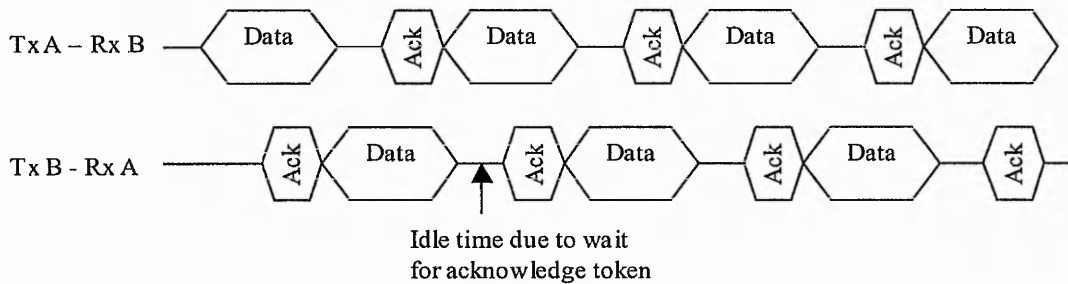 Tx A – Rx B
Data
Ack
Data
Ack
Data
Ack
Data
Tx B - Rx A
Ack
Data
Ack
Data
Ack
Data
Ack
Idle time due to wait
for acknowledge token